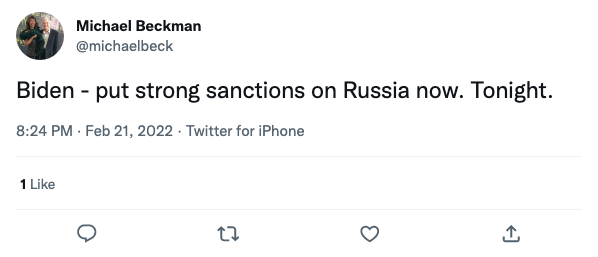 Michael Beckman
@michaelbeck
Biden - put strong sanctions on Russia now. Tonight.
8:24 PM · Feb 21, 2022 · Twitter for iPhone
1 Like